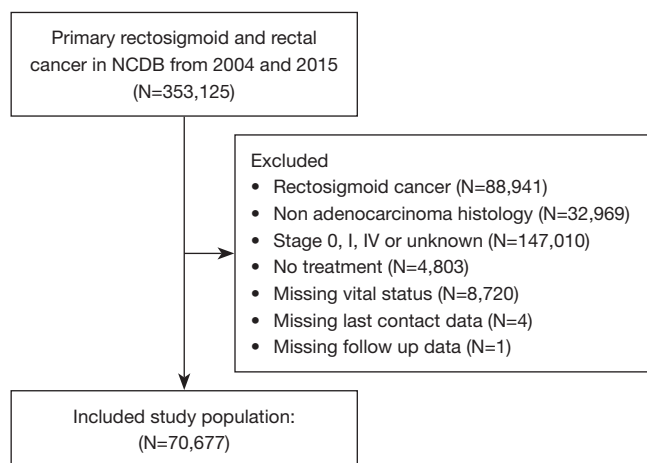 Primary rectosigmoid and rectal
cancer in NCDB from 2004 and 2015
(N=353,125)
Excluded
• Rectosigmoid cancer (N=88,941)
• Non adenocarcinoma histology (N=32,969)
• Stage 0, I, IV or unknown (N=147,010)
• No treatment (N=4,803)
• Missing vital status (N=8,720)
• Missing last contact data (N=4)
• Missing follow up data (N=1)
Included study population:
(N=70,677)